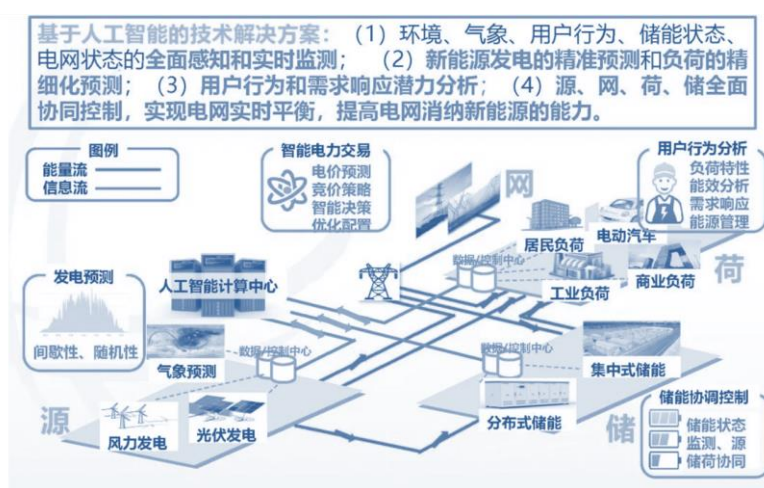 基于人工智能的技术解决方案：（1）环境、气象、用户行为、储能状态、
电网状态的全面感知和实时监测；（2）新能源发电的精准预测和负荷的精
细化预测；（3）用户行为和需求响应潜力分析；（4）源、网、荷、储全面
协同控制，实现电网实时平衡，提高电网消纳新能源的能力。
图例
能量流
信息流
智能电力交易
电价预测
竞价策略
智能决策
优化配置
用户行为分析
负荷特性
能效分析
需求响应
能源管理
网
居民负荷
电动汽车
数据/控制中心
工业负荷
商业负荷
荷
发电预测
间歇性、随机性
人工智能计算中心
气象预测
数据/控制中心
源
风力发电
光伏发电
数据/控制中心
集中式储能
分布式储能
储
储能协调控制
储能状态
监测、源
储荷协同